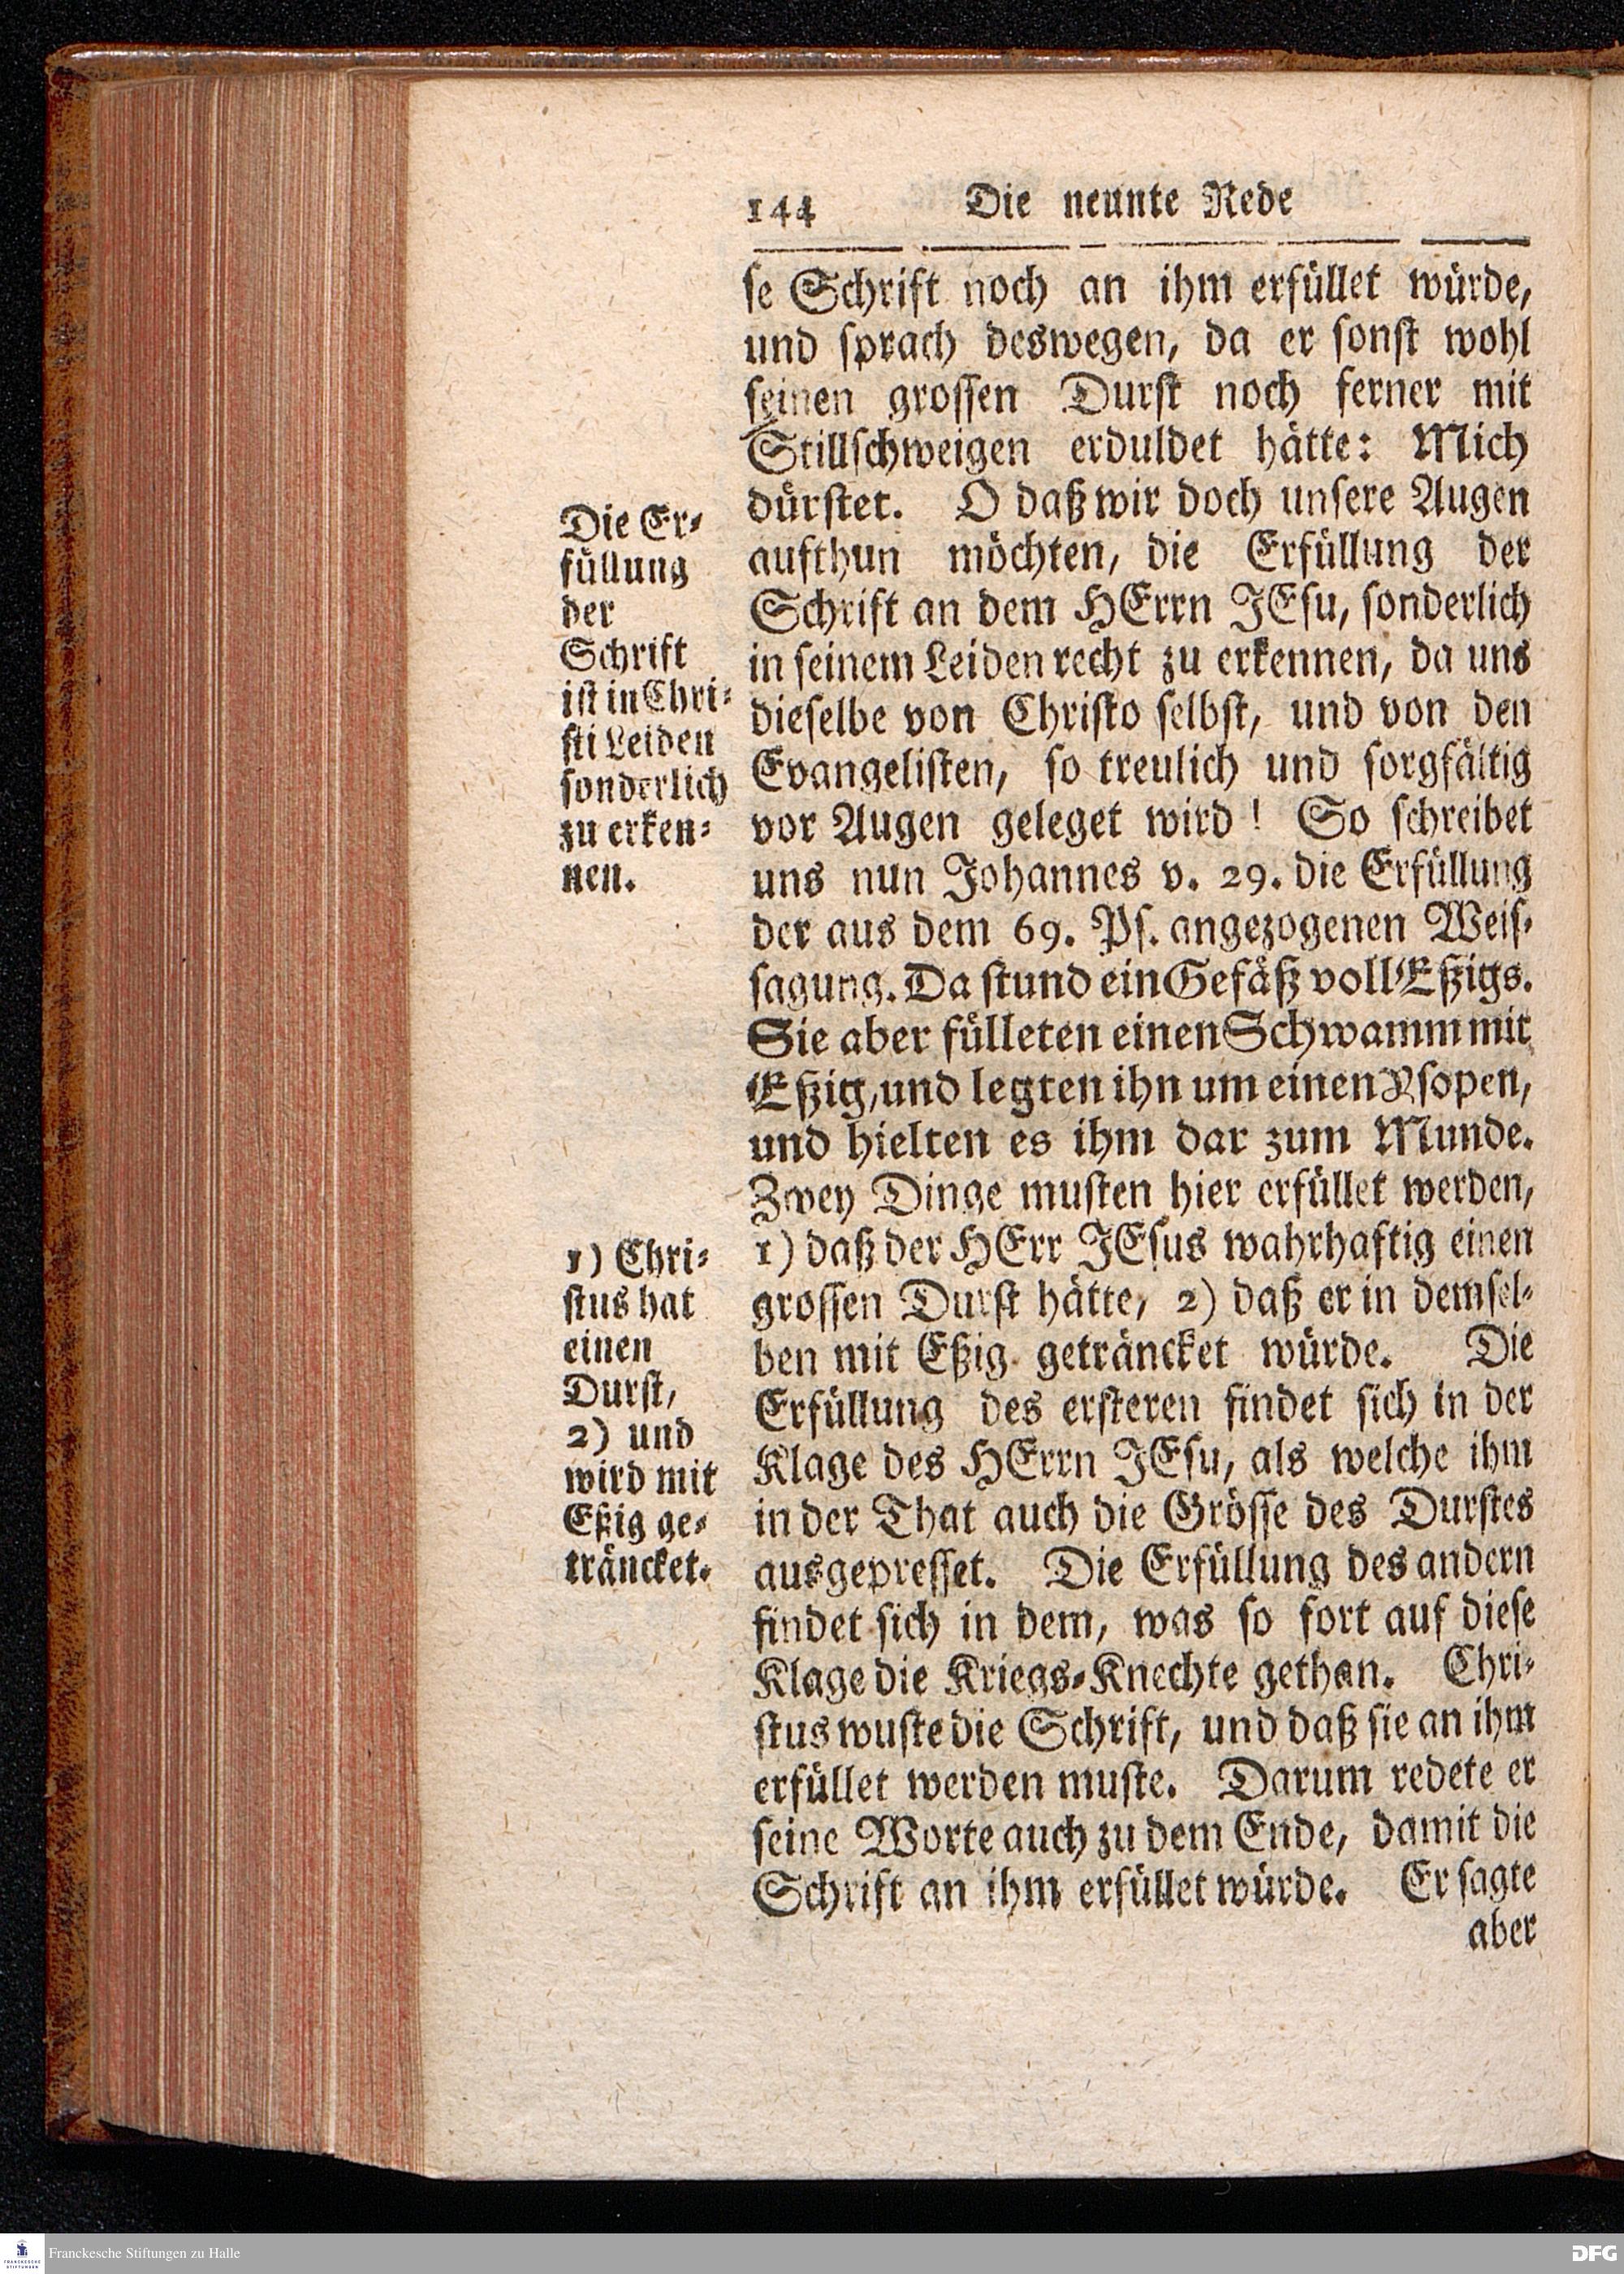 144 Die neunte Rede
se Schrift noch an ihm erfüllet würde,
und sprach deswegen, da er sonst wohl
seinen grossen Durst noch ferner mit
Stillschweigen erduldet hätte: Mich
dürstet. O daß wir doch unsere Augen
aufthun möchten, die Erfüllung der
Schrift an dem HErrn JEsu, sonderlich
in seinem Leiden recht zu erkennen, da uns
dieselbe von Christo selbst, und von den
Evangelisten, so treulich und sorgfältig
vor Augen geleget wird! So schreibet
uns nun Johannes v. 29. die Erfüllung
der aus dem 69. Ps. angezogenen Weis-
sagung. Da stund ein Gefäß voll Eßigs.
Sie aber fülleten einen Schwamm mit
Eßig, und legten ihn um einen Ysopen,
und hielten es ihm dar zum Munde.
Zwey Dinge musten hier erfüllet werden,
1) daß der HErr JEsus wahrhaftig einen
grossen Durst hätte, 2) daß er in demsel-
ben mit Eßig geträncket würde. Die
Erfüllung des ersteren findet sich in der
Klage des HErrn JEsu, als welche ihm
in der That auch die Grösse des Durstes
ausgepresset. Die Erfüllung des andern
findet sich in dem, was so fort auf diese
Klage die Kriegs-Knechte gethan. Chri-
stus wuste die Schrift, und daß sie an ihm
erfüllet werden muste. Darum redete er
seine Worte auch zu dem Ende, damit die
Schrift an ihm erfüllet würde. Er sagte
aber
Die Er-
füllung
der
Schrift
ist in Chri-
sti Leiden
sonderlich
zu erken-
nen.
1) Chri-
stus hat
einen
Durst,
2) und
wird mit
Eßig ge-
träncket.
FRANCKESCHE
STIFTUNGEN
Franckesche Stiftungen zu Halle
DFG